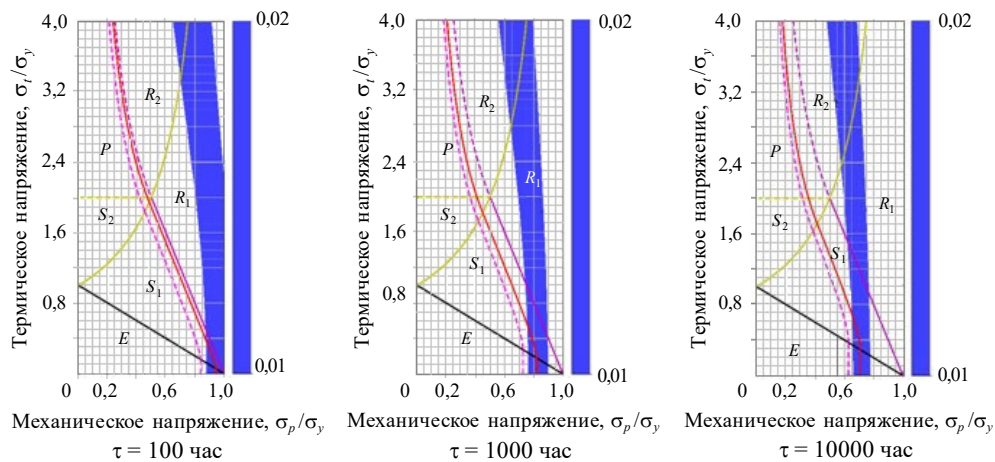 Термическое напряжение, σt/σy
4,0
3,2
2,4
1,6
0,8
0
0,2
0,6
1,0
R2
P
R1
S2
S1
E
0,02
0,01
Механическое напряжение, σp/σy
τ = 100 час
Термическое напряжение, σt/σy
4,0
3,2
2,4
1,6
0,8
0
0,2
0,6
1,0
R2
P
R1
S2
S1
E
0,02
0,01
Механическое напряжение, σp/σy
τ = 1000 час
Термическое напряжение, σt/σy
4,0
3,2
2,4
1,6
0,8
0
0,2
0,6
1,0
R2
P
R1
S2
S1
E
0,02
0,01
Механическое напряжение, σp/σy
τ = 10000 час